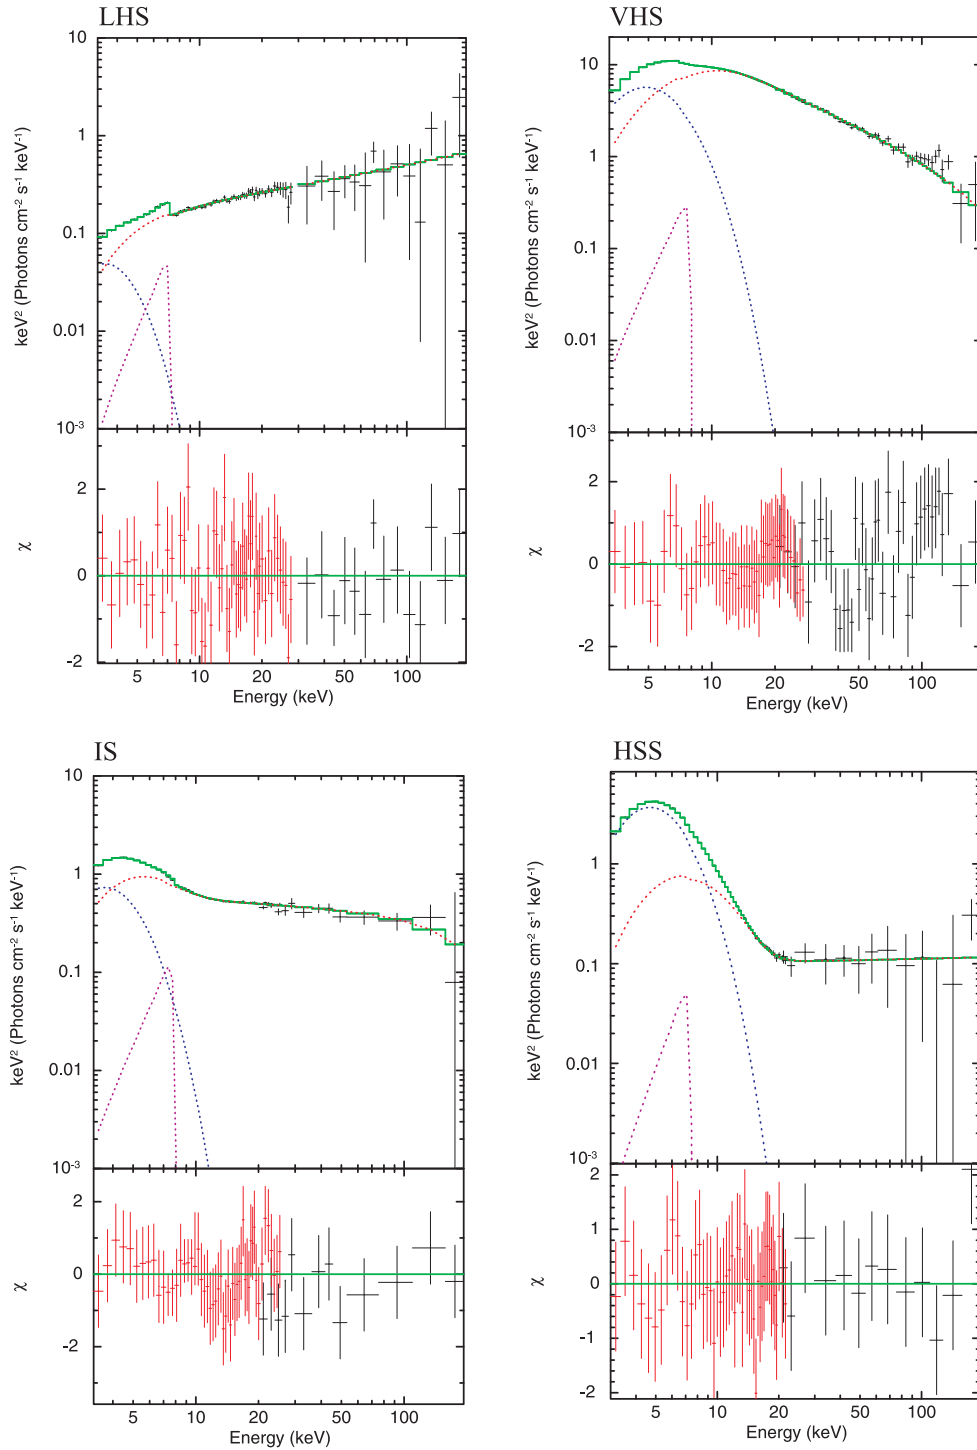 LHS
10
1
0.1
0.01
10⁻³
keV² (Photons cm⁻² s⁻¹ keV⁻¹)
2
0
-2
χ
5 10 20 50 100
Energy (keV)
VHS
10
1
0.1
0.01
10⁻³
keV² (Photons cm⁻² s⁻¹ keV⁻¹)
2
0
-2
χ
5 10 20 50 100
Energy (keV)
IS
10
1
0.1
0.01
10⁻³
keV² (Photons cm⁻² s⁻¹ keV⁻¹)
2
0
-2
χ
5 10 20 50 100
Energy (keV)
HSS
1
0.1
0.01
10⁻³
keV² (Photons cm⁻² s⁻¹ keV⁻¹)
2
1
0
-1
-2
χ
5 10 20 50 100
Energy (keV)